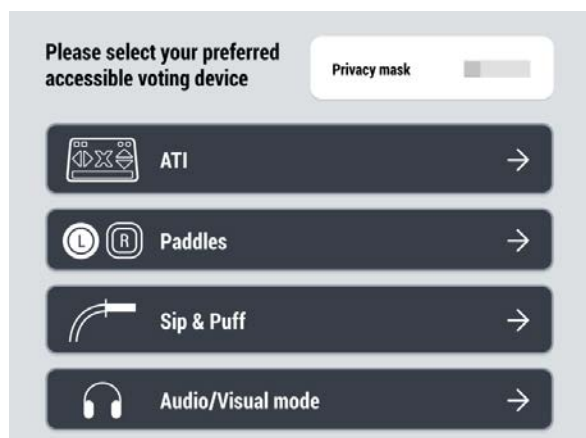 Please select your preferred
accessible voting device
Privacy mask
ATI
L R Paddles
Sip & Puff
Audio/Visual mode